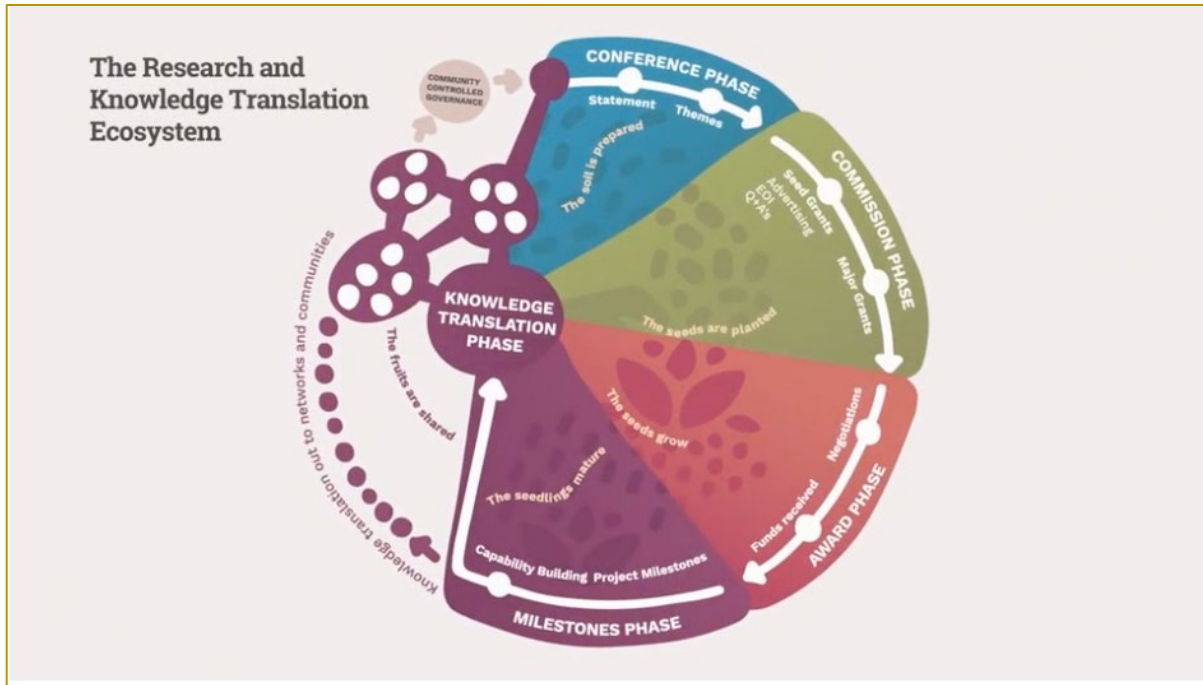 The Research and
Knowledge Translation
Ecosystem
COMMUNITY
CONTROLLED
GOVERNANCE
CONFERENCE PHASE
Statement
Themes
The soil is prepared
COMMISSION PHASE
Seed Grants
Advertising
EOI
Q+A's
Major Grants
The seeds are planted
AWARD PHASE
Negotiations
Funds received
The seeds grow
MILESTONES PHASE
Capability Building
Project Milestones
The seedlings mature
KNOWLEDGE
TRANSLATION
PHASE
The fruits are shared
Knowledge translation out to networks and communities